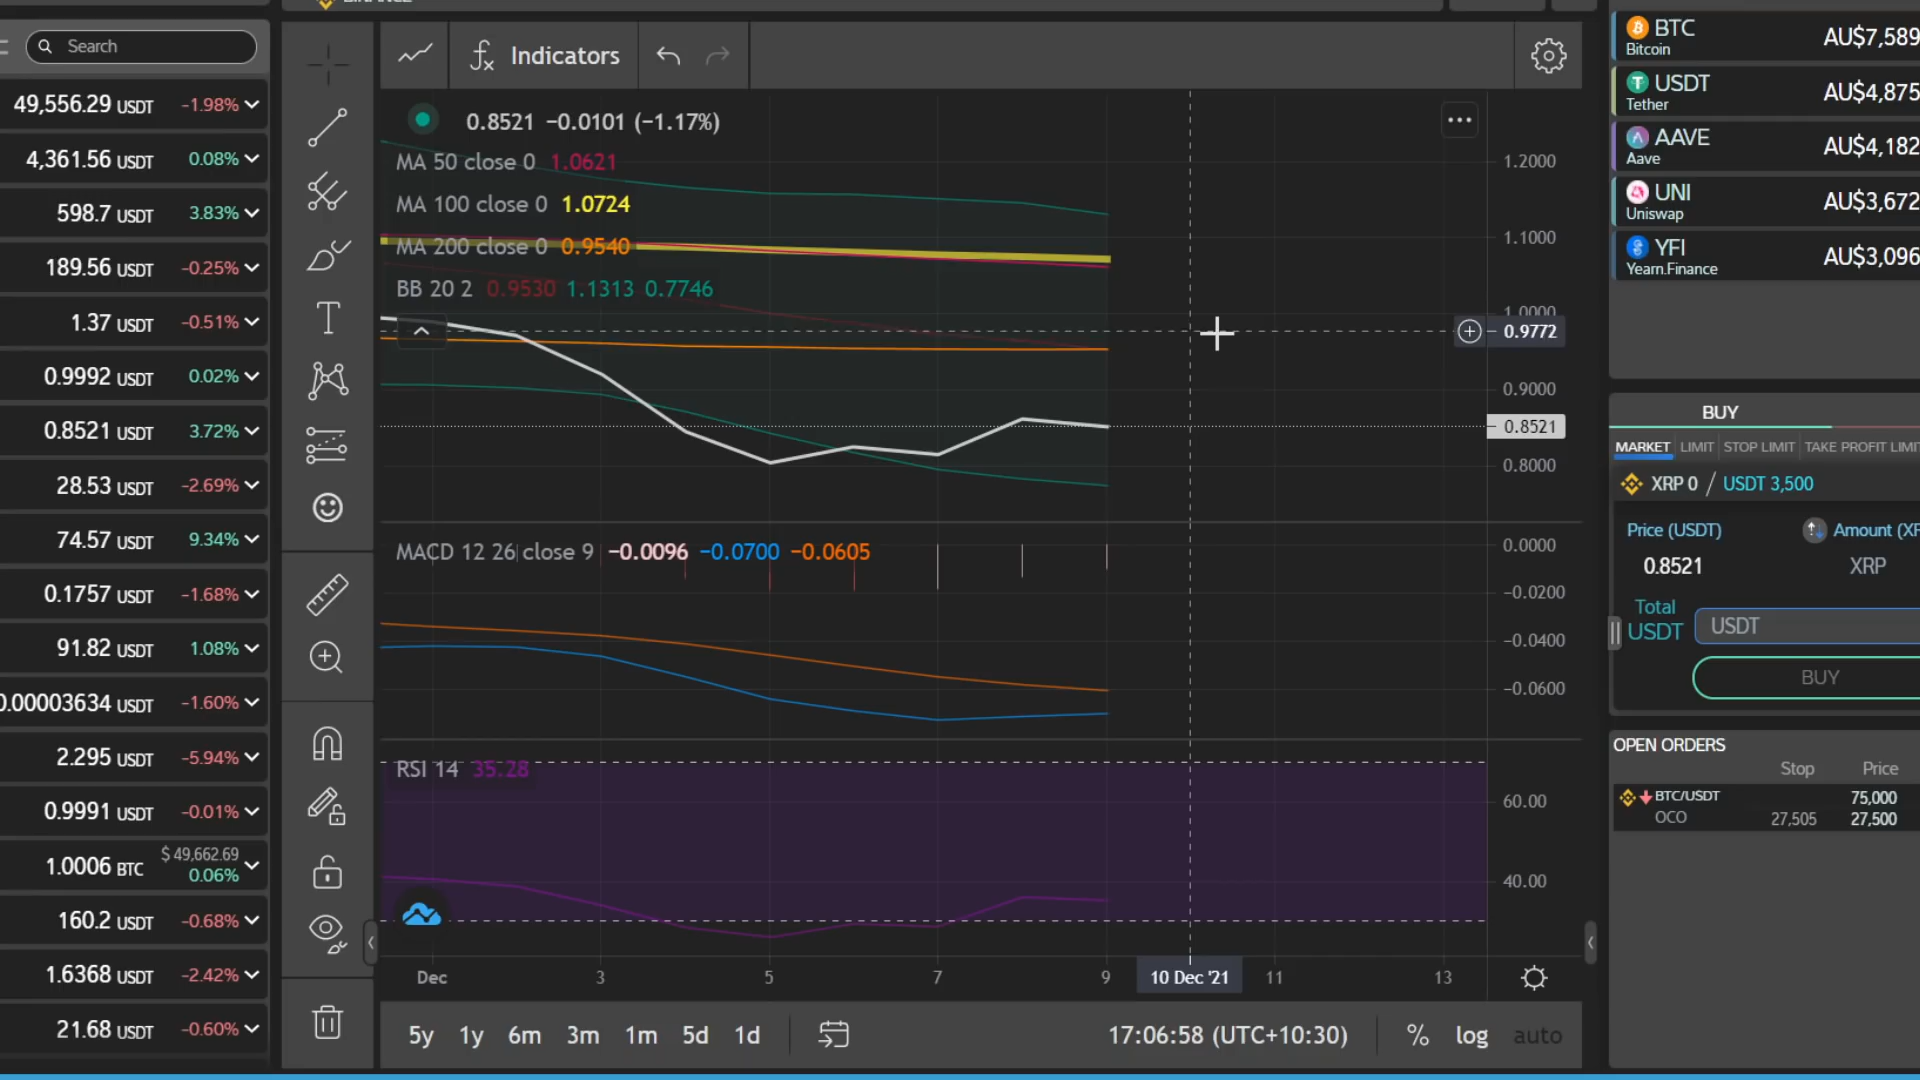 BINANCE
Search
49,556.29 USDT -1.98%
4,361.56 USDT 0.08%
598.7 USDT 3.83%
189.56 USDT -0.25%
1.37 USDT -0.51%
0.9992 USDT 0.02%
0.8521 USDT 3.72%
28.53 USDT -2.69%
74.57 USDT 9.34%
0.1757 USDT -1.68%
91.82 USDT 1.08%
0.00003634 USDT -1.60%
2.295 USDT -5.94%
0.9991 USDT -0.01%
1.0006 BTC $ 49,662.69 0.06%
160.2 USDT -0.68%
1.6368 USDT -2.42%
21.68 USDT -0.60%
Indicators
0.8521 −0.0101 (−1.17%)
MA 50 close 0 1.0621
MA 100 close 0 1.0724
MA 200 close 0 0.9540
BB 20 2 0.9530 1.1313 0.7746
1.2000
1.1000
1.0000
0.9772
0.9000
0.8521
0.8000
MACD 12 26 close 9 −0.0096 −0.0700 −0.0605
0.0000
−0.0200
−0.0400
−0.0600
RSI 14 35.28
60.00
40.00
Dec 3 5 7 9 10 Dec '21 11 13
5y 1y 6m 3m 1m 5d 1d
17:06:58 (UTC+10:30) % log auto
BTC AU$7,589
Bitcoin
USDT AU$4,875
Tether
AAVE AU$4,182
Aave
UNI AU$3,672
Uniswap
YFI AU$3,096
Yearn.Finance
BUY
MARKET LIMIT STOP LIMIT TAKE PROFIT LIMIT
XRP 0 / USDT 3,500
Price (USDT) Amount (XR
0.8521 XRP
Total
USDT USDT
BUY
OPEN ORDERS
Stop Price
BTC/USDT 75,000
OCO 27,505 27,500